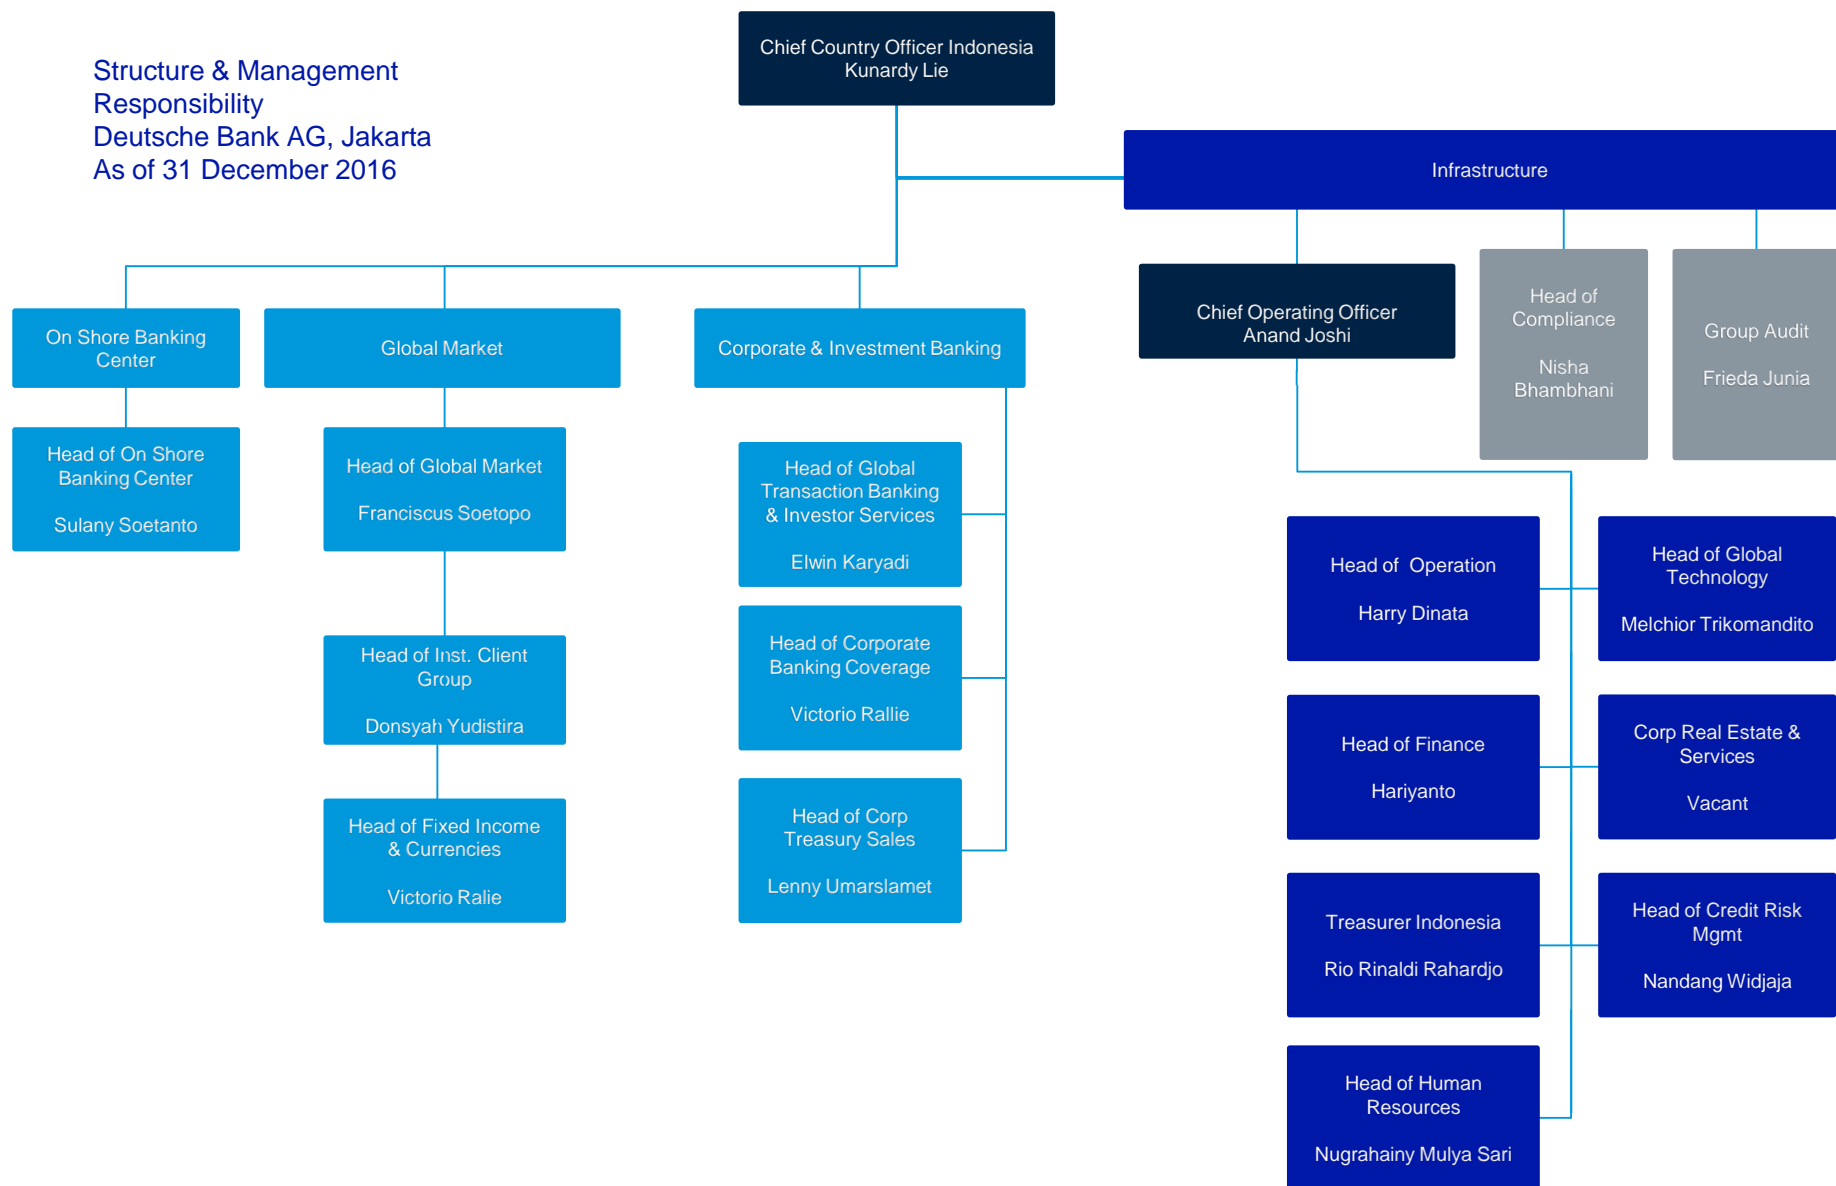 Structure & Management
Responsibility
Deutsche Bank AG, Jakarta
As of 31 December 2016
Chief Country Officer Indonesia
Kunardy Lie
Infrastructure
On Shore Banking
Center
Global Market
Corporate & Investment Banking
Chief Operating Officer
Anand Joshi
Head of
Compliance
Nisha
Bhambhani
Group Audit
Frieda Junia
Head of On Shore
Banking Center
Sulany Soetanto
Head of Global Market
Franciscus Soetopo
Head of Inst. Client
Group
Donsyah Yudistira
Head of Fixed Income
& Currencies
Victorio Ralie
Head of Global
Transaction Banking
& Investor Services
Elwin Karyadi
Head of Corporate
Banking Coverage
Victorio Rallie
Head of Corp
Treasury Sales
Lenny Umarslamet
Head of  Operation
Harry Dinata
Head of Global
Technology
Melchior Trikomandito
Head of Finance
Hariyanto
Corp Real Estate &
Services
Vacant
Treasurer Indonesia
Rio Rinaldi Rahardjo
Head of Credit Risk
Mgmt
Nandang Widjaja
Head of Human
Resources
Nugrahainy Mulya Sari